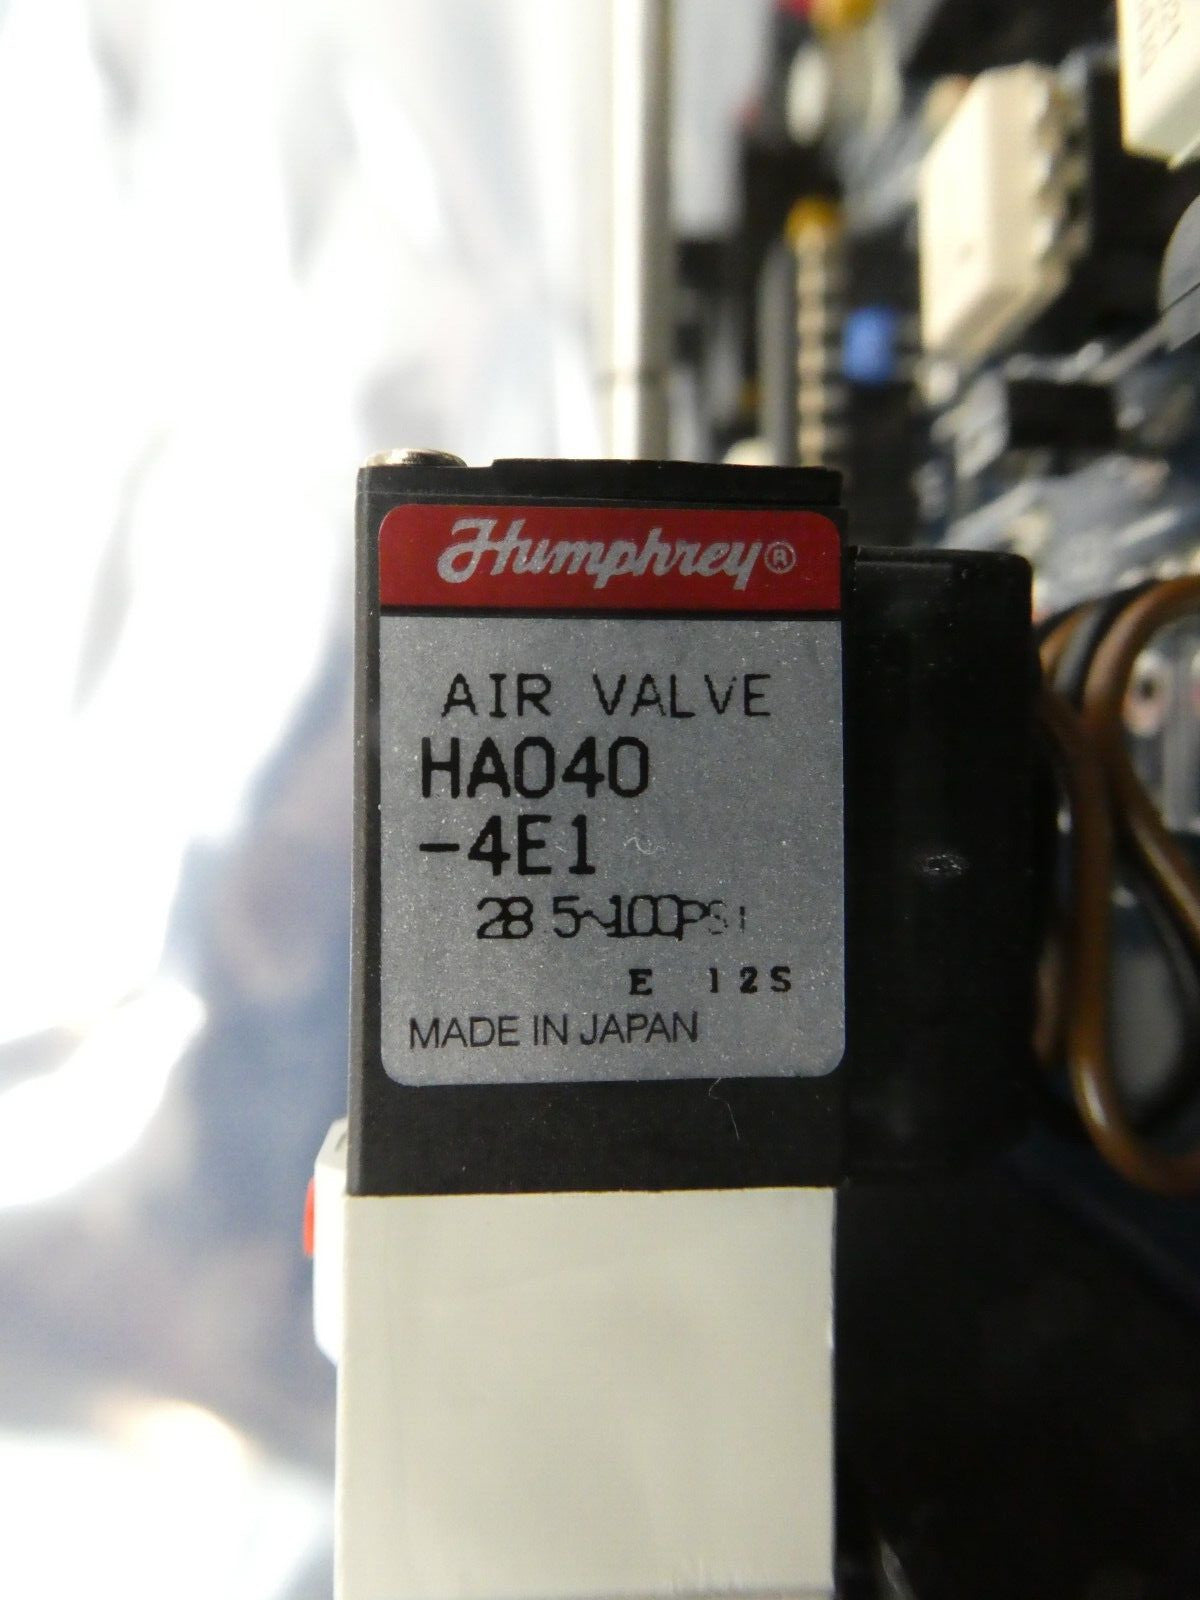 Humphrey®
AIR VALVE
HA040
-4E1
28.5~100PSI
E 12S
MADE IN JAPAN